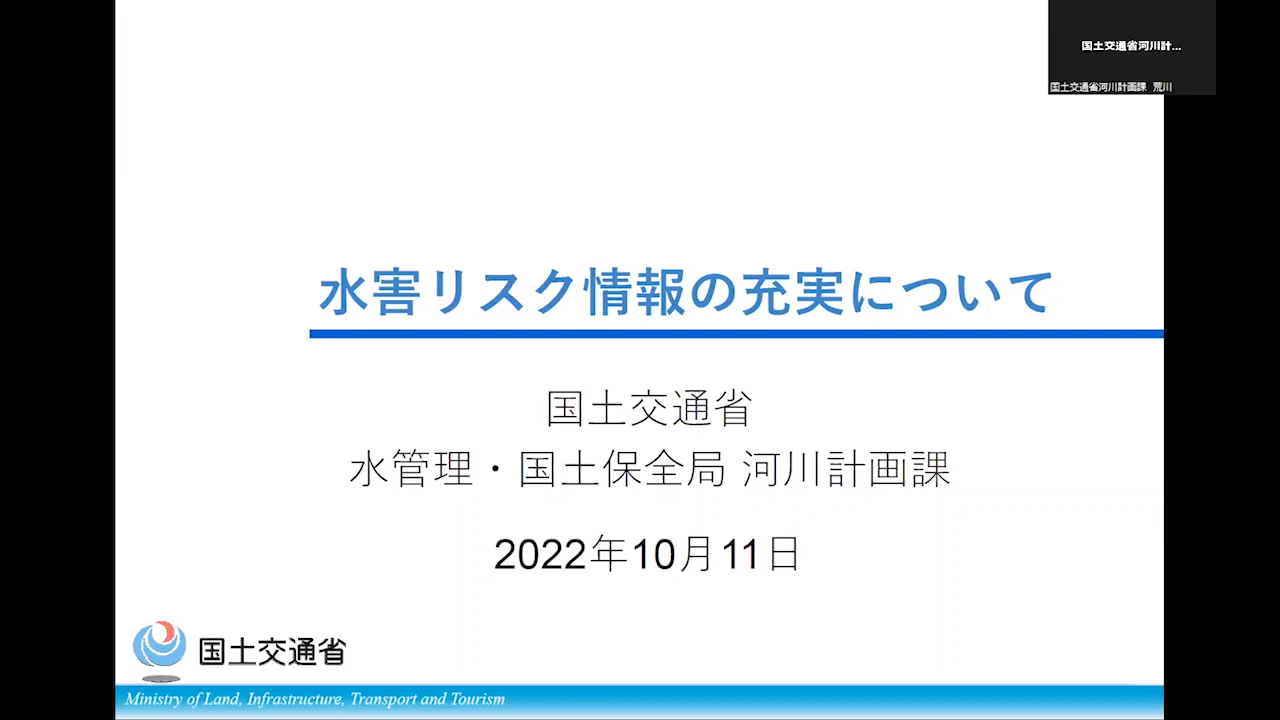 国土交通省河川計...
国土交通省河川計画課 荒川
水害リスク情報の充実について
国土交通省
水管理・国土保全局 河川計画課
2022年10月11日
国土交通省
Ministry of Land, Infrastructure, Transport and Tourism